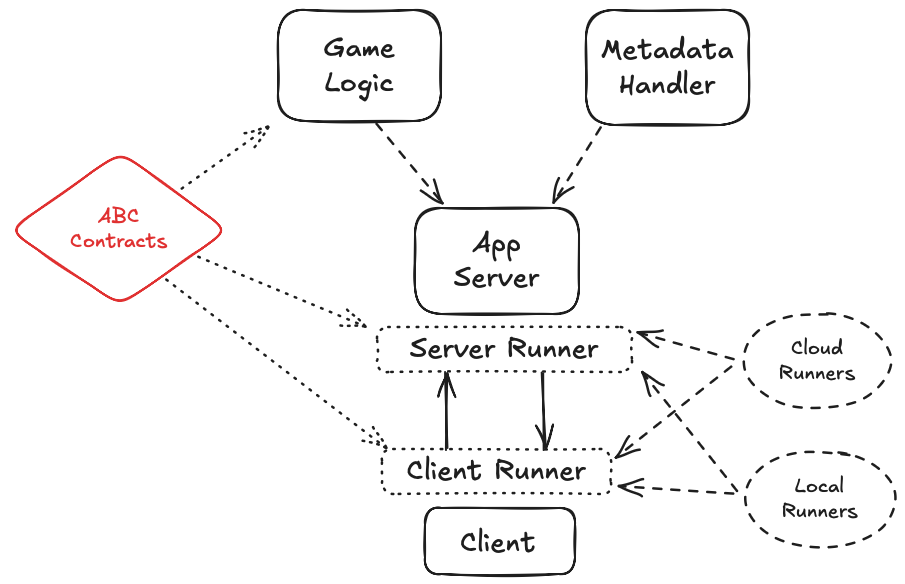 Game
Logic
Metadata
Handler
ABC
Contracts
App
Server
Server Runner
Cloud
Runners
Client Runner
Local
Runners
Client